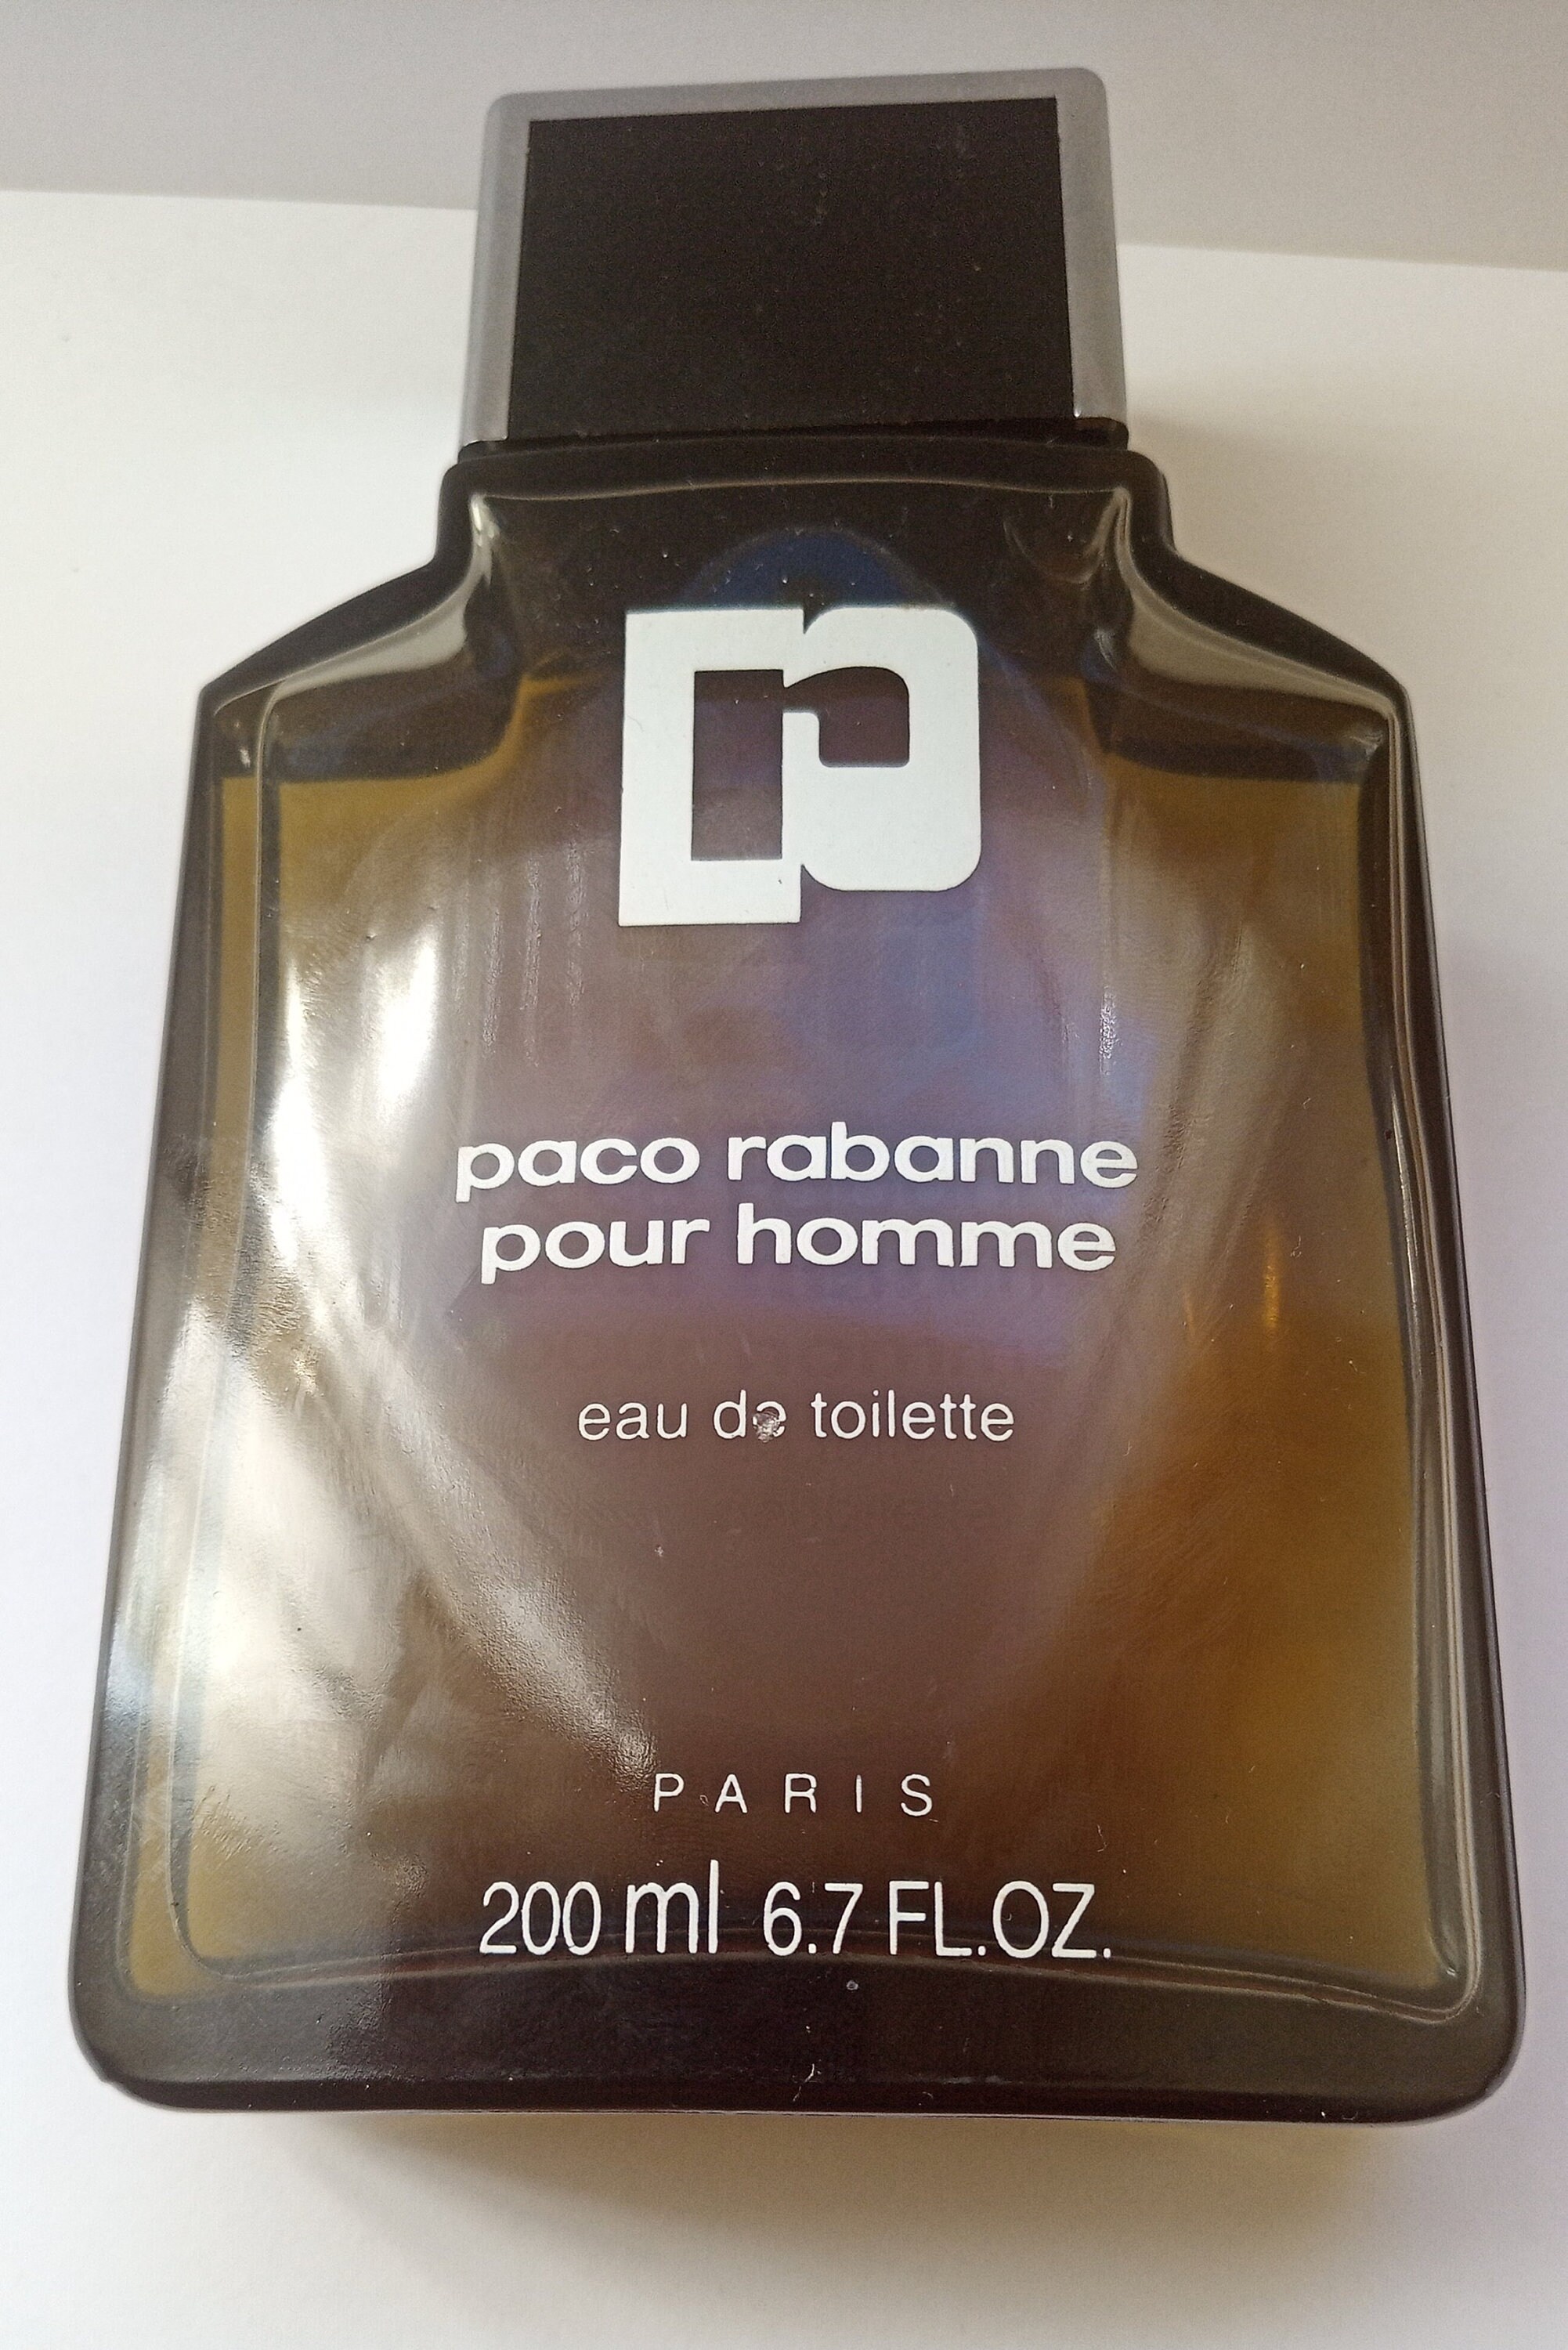 paco rabanne
pour homme
eau de toilette
PARIS
200 ml 6.7 FL.OZ.